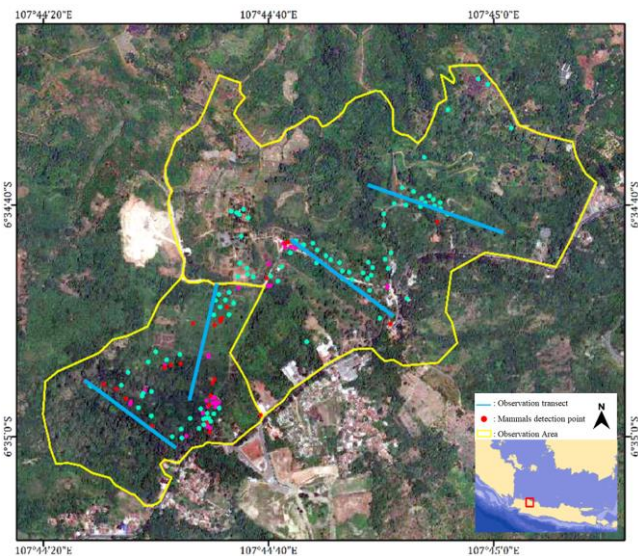 107°44'20"E
107°44'40"E
107°45'0"E
6°34'40"S
6°34'40"S
6°35'0"S
6°35'0"S
: Observation transect
: Mammals detection point
: Observation Area
N
107°44'20"E
107°44'40"E
107°45'0"E